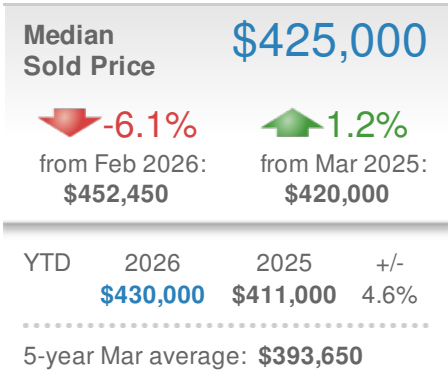 Median
Sold Price
$425,000
-6.1%
1.2%
from Feb 2026:
from Mar 2025:
$452,450
$420,000
YTD 2026 2025 +/-
$430,000 $411,000 4.6%
5-year Mar average: $393,650